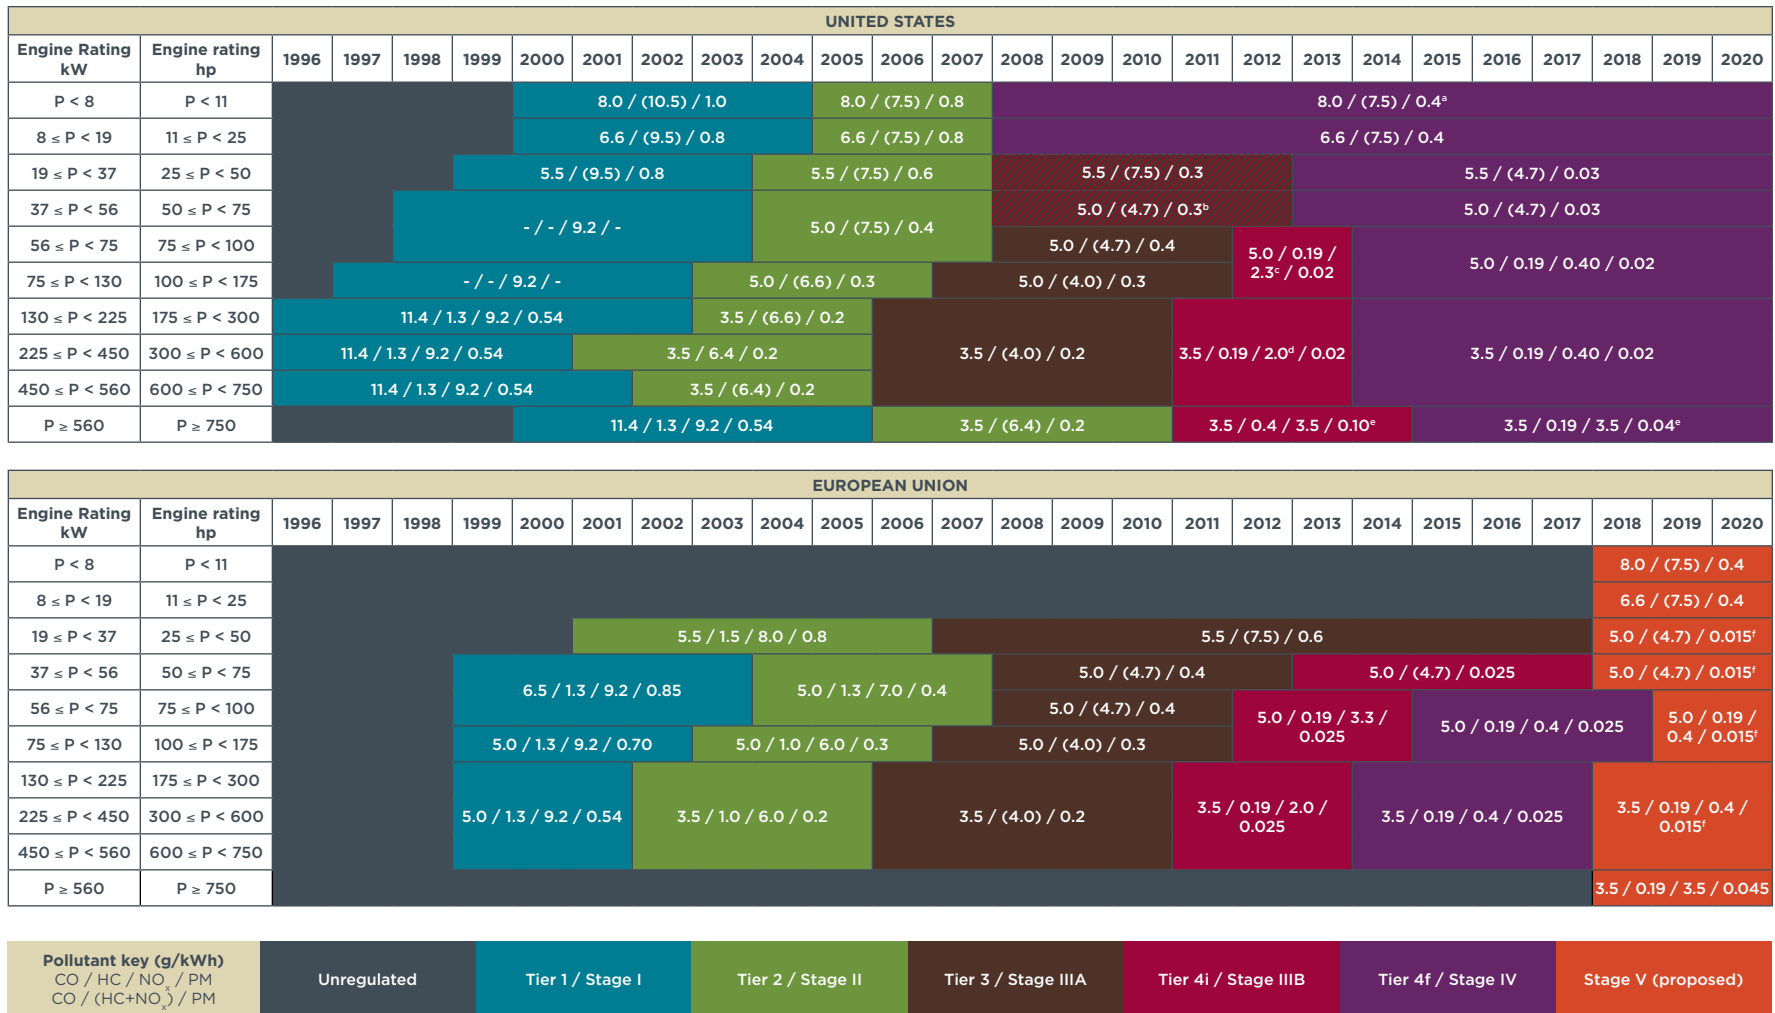 UNITED STATES
Engine Rating kW Engine rating hp 1996 1997 1998 1999 2000 2001 2002 2003 2004 2005 2006 2007 2008 2009 2010 2011 2012 2013 2014 2015 2016 2017 2018 2019 2020
P < 8 P < 11 8.0 / (10.5) / 1.0 8.0 / (7.5) / 0.8 8.0 / (7.5) / 0.4ᵃ
8 ≤ P < 19 11 ≤ P < 25 6.6 / (9.5) / 0.8 6.6 / (7.5) / 0.8 6.6 / (7.5) / 0.4
19 ≤ P < 37 25 ≤ P < 50 5.5 / (9.5) / 0.8 5.5 / (7.5) / 0.6 5.5 / (7.5) / 0.3 5.5 / (4.7) / 0.03
37 ≤ P < 56 50 ≤ P < 75 - / - / 9.2 / - 5.0 / (7.5) / 0.4 5.0 / (4.7) / 0.3ᵇ 5.0 / (4.7) / 0.03
56 ≤ P < 75 75 ≤ P < 100 5.0 / (4.7) / 0.4 5.0 / 0.19 / 2.3ᶜ / 0.02 5.0 / 0.19 / 0.40 / 0.02
75 ≤ P < 130 100 ≤ P < 175 - / - / 9.2 / - 5.0 / (6.6) / 0.3 5.0 / (4.0) / 0.3
130 ≤ P < 225 175 ≤ P < 300 11.4 / 1.3 / 9.2 / 0.54 3.5 / (6.6) / 0.2
225 ≤ P < 450 300 ≤ P < 600 11.4 / 1.3 / 9.2 / 0.54 3.5 / 6.4 / 0.2 3.5 / (4.0) / 0.2 3.5 / 0.19 / 2.0ᵈ / 0.02 3.5 / 0.19 / 0.40 / 0.02
450 ≤ P < 560 600 ≤ P < 750 11.4 / 1.3 / 9.2 / 0.54 3.5 / (6.4) / 0.2
P ≥ 560 P ≥ 750 11.4 / 1.3 / 9.2 / 0.54 3.5 / (6.4) / 0.2 3.5 / 0.4 / 3.5 / 0.10ᵉ 3.5 / 0.19 / 3.5 / 0.04ᵉ
EUROPEAN UNION
Engine Rating kW Engine rating hp 1996 1997 1998 1999 2000 2001 2002 2003 2004 2005 2006 2007 2008 2009 2010 2011 2012 2013 2014 2015 2016 2017 2018 2019 2020
P < 8 P < 11 8.0 / (7.5) / 0.4
8 ≤ P < 19 11 ≤ P < 25 6.6 / (7.5) / 0.4
19 ≤ P < 37 25 ≤ P < 50 5.5 / 1.5 / 8.0 / 0.8 5.5 / (7.5) / 0.6 5.0 / (4.7) / 0.015ᶠ
37 ≤ P < 56 50 ≤ P < 75 6.5 / 1.3 / 9.2 / 0.85 5.0 / 1.3 / 7.0 / 0.4 5.0 / (4.7) / 0.4 5.0 / (4.7) / 0.025 5.0 / (4.7) / 0.015ᶠ
56 ≤ P < 75 75 ≤ P < 100 5.0 / (4.7) / 0.4 5.0 / 0.19 / 3.3 / 0.025 5.0 / 0.19 / 0.4 / 0.025 5.0 / 0.19 / 0.4 / 0.015ᶠ
75 ≤ P < 130 100 ≤ P < 175 5.0 / 1.3 / 9.2 / 0.70 5.0 / 1.0 / 6.0 / 0.3 5.0 / (4.0) / 0.3
130 ≤ P < 225 175 ≤ P < 300
225 ≤ P < 450 300 ≤ P < 600 5.0 / 1.3 / 9.2 / 0.54 3.5 / 1.0 / 6.0 / 0.2 3.5 / (4.0) / 0.2 3.5 / 0.19 / 2.0 / 0.025 3.5 / 0.19 / 0.4 / 0.025 3.5 / 0.19 / 0.4 / 0.015ᶠ
450 ≤ P < 560 600 ≤ P < 750
P ≥ 560 P ≥ 750 3.5 / 0.19 / 3.5 / 0.045
Pollutant key (g/kWh)
CO / HC / NOₓ / PM
CO / (HC+NOₓ) / PM
Unregulated Tier 1 / Stage I Tier 2 / Stage II Tier 3 / Stage IIIA Tier 4i / Stage IIIB Tier 4f / Stage IV Stage V (proposed)